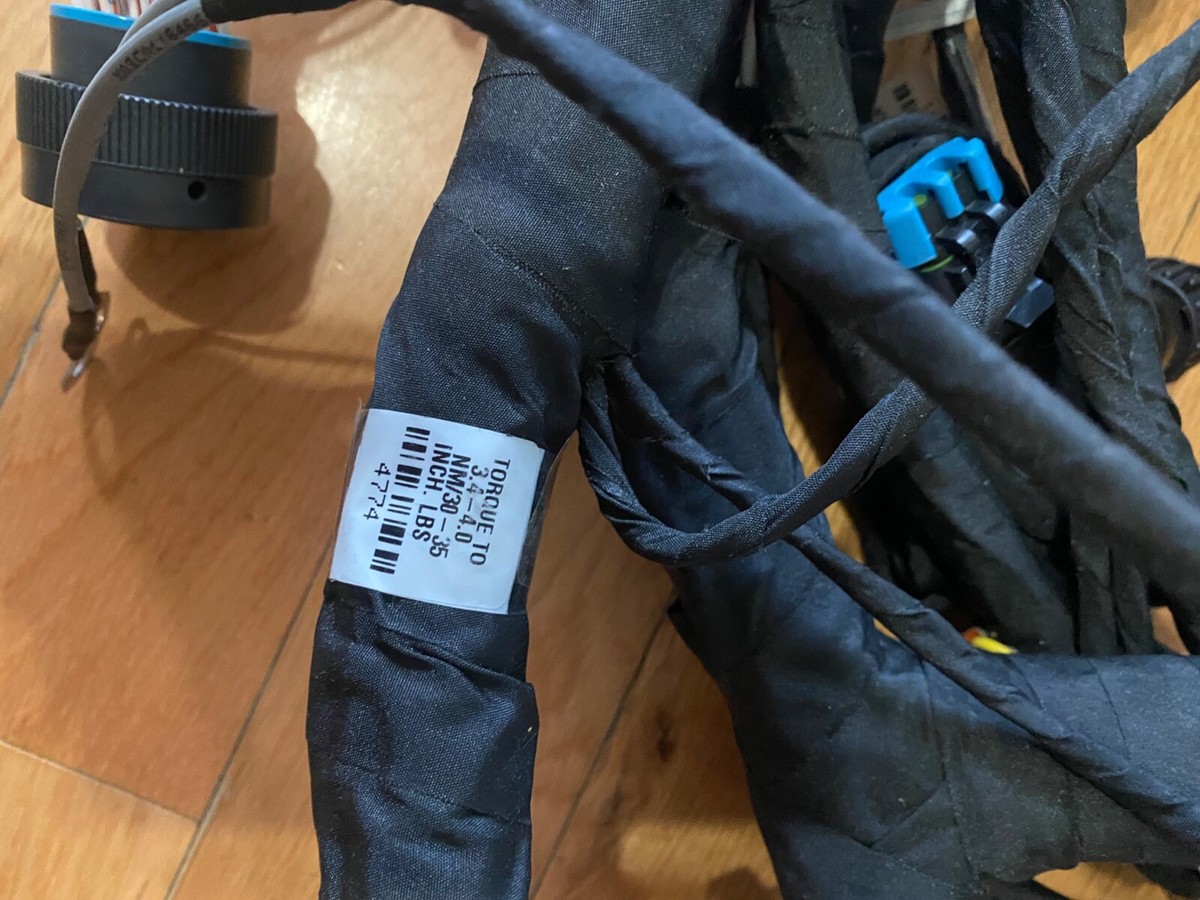 TORQUE TO
3.4-4.0
NM/30-35
INCH. LBS
4774